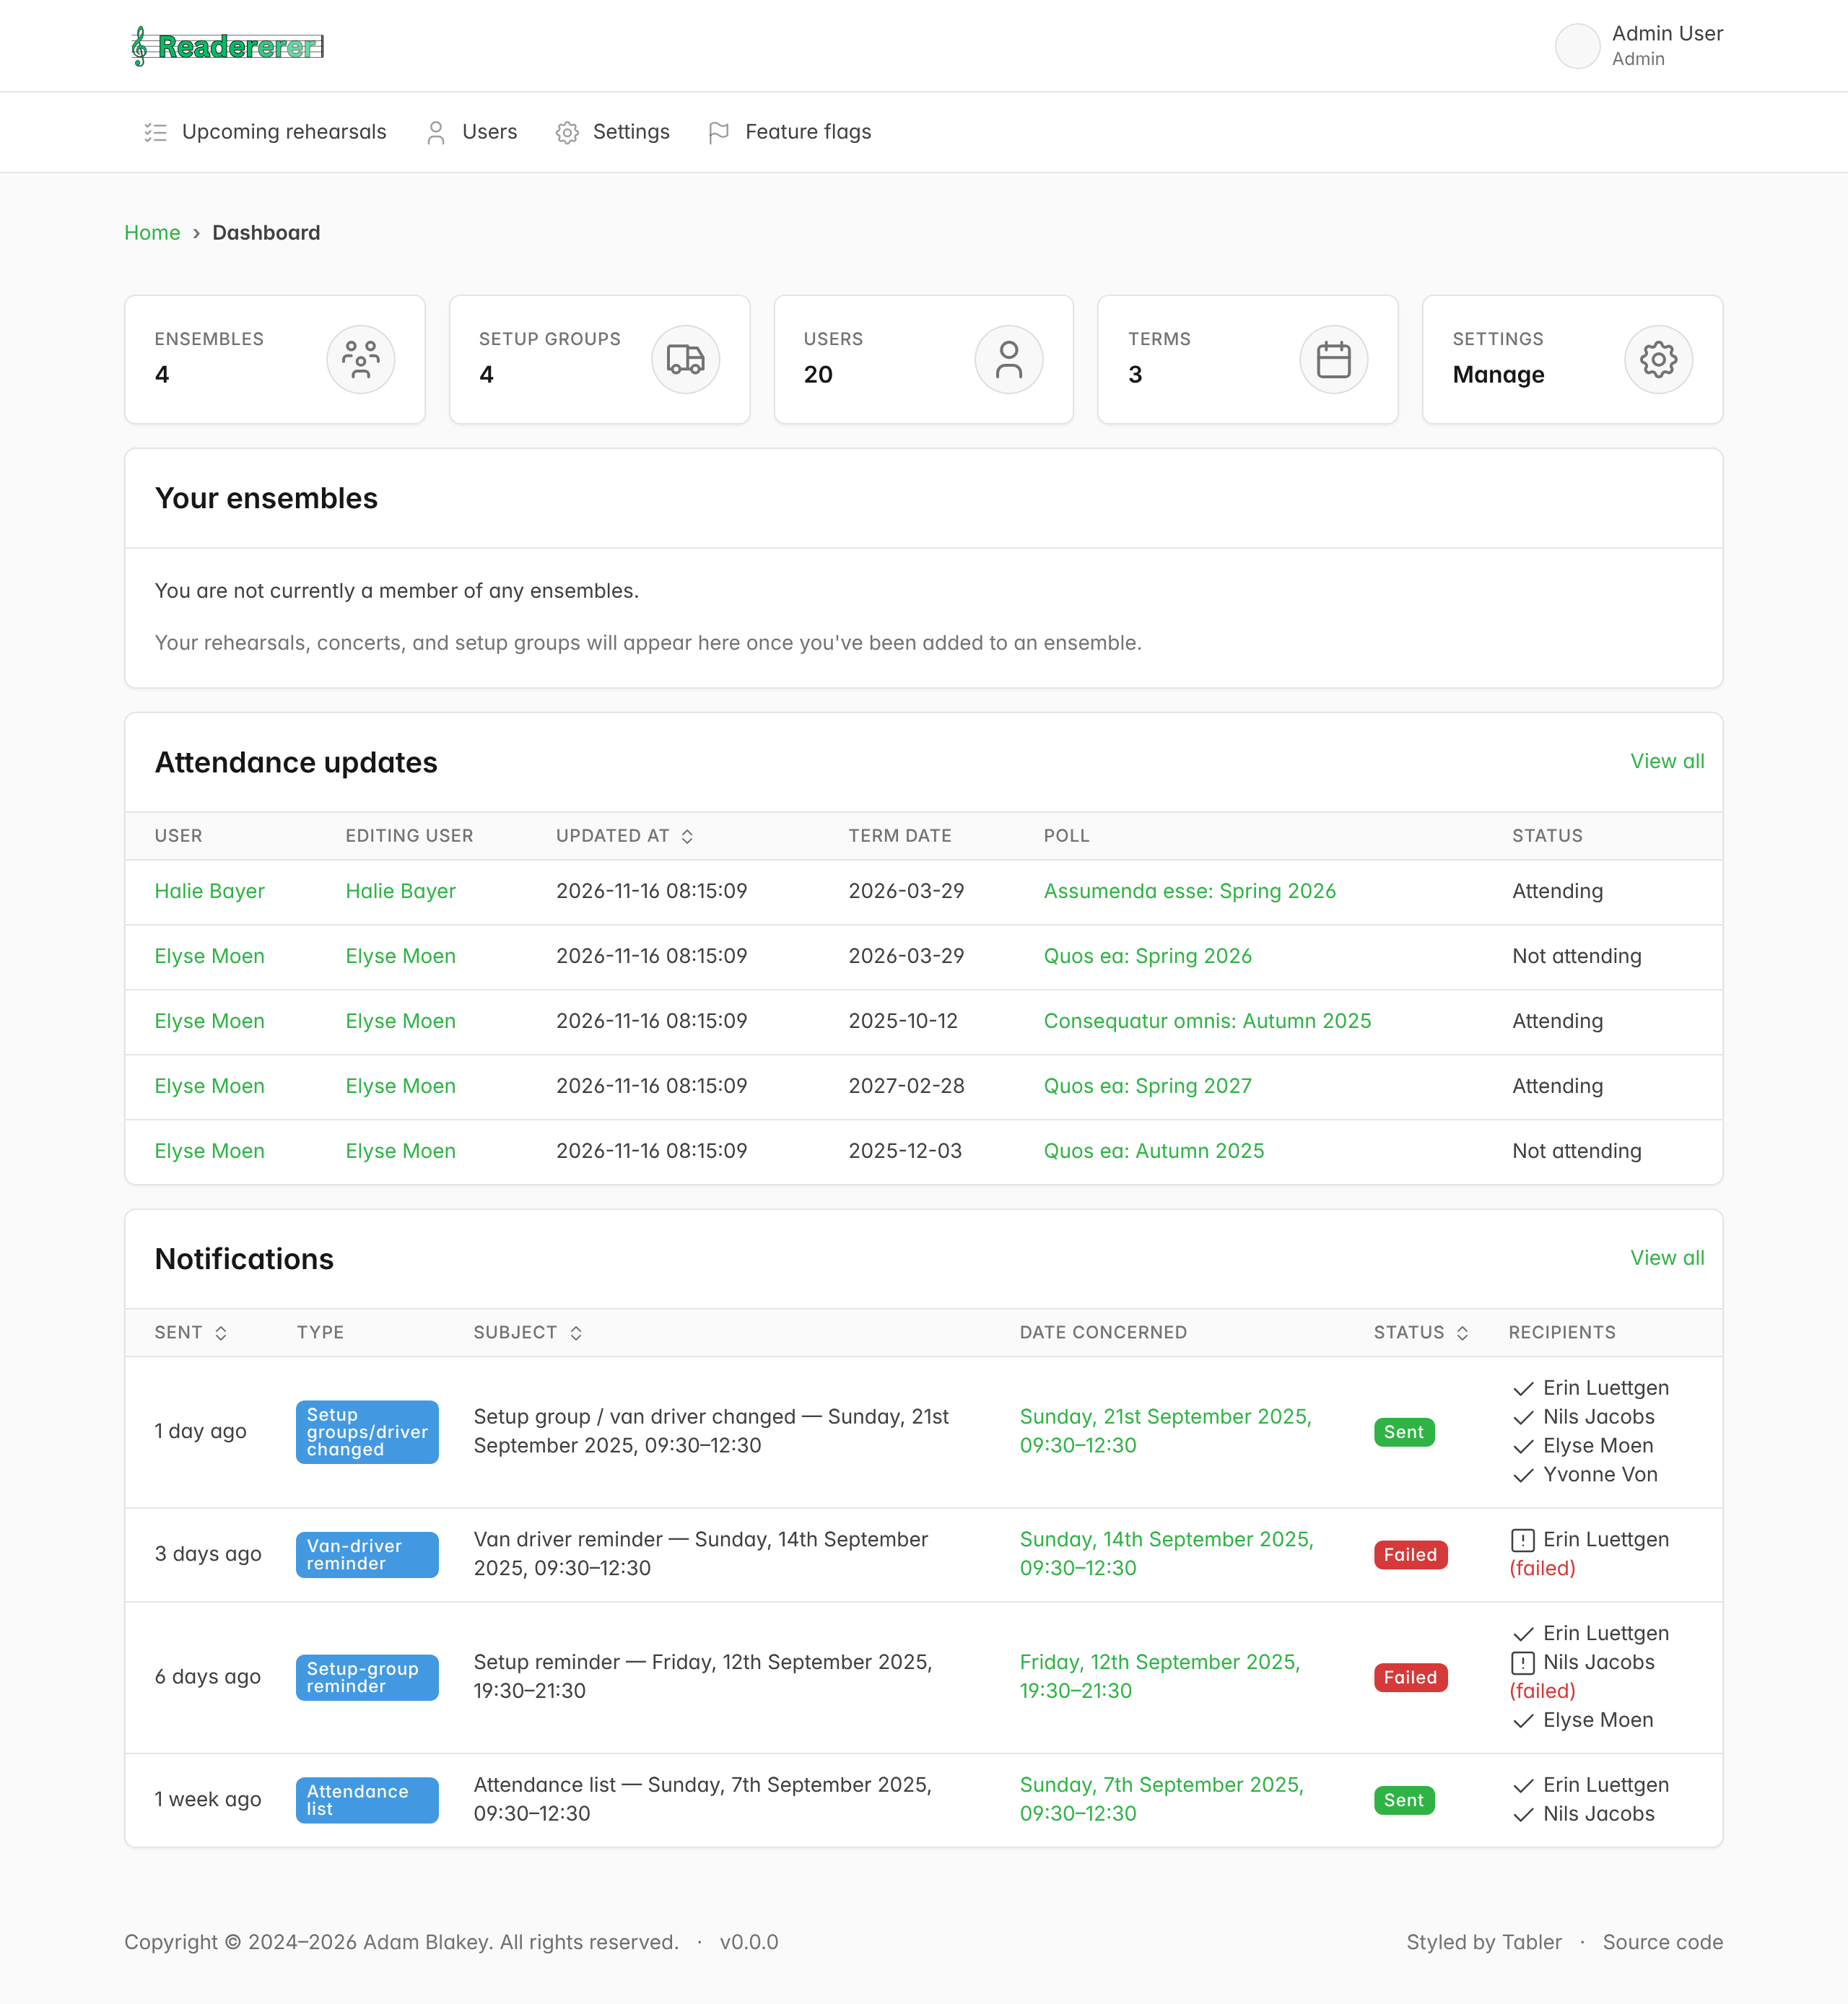 Readererer
Admin User
Admin
Upcoming rehearsals Users Settings Feature flags
Home › Dashboard
ENSEMBLES
4
SETUP GROUPS
4
USERS
20
TERMS
3
SETTINGS
Manage
Your ensembles
You are not currently a member of any ensembles.
Your rehearsals, concerts, and setup groups will appear here once you've been added to an ensemble.
Attendance updates View all
USER EDITING USER UPDATED AT TERM DATE POLL STATUS
Halie Bayer Halie Bayer 2026-11-16 08:15:09 2026-03-29 Assumenda esse: Spring 2026 Attending
Elyse Moen Elyse Moen 2026-11-16 08:15:09 2026-03-29 Quos ea: Spring 2026 Not attending
Elyse Moen Elyse Moen 2026-11-16 08:15:09 2025-10-12 Consequatur omnis: Autumn 2025 Attending
Elyse Moen Elyse Moen 2026-11-16 08:15:09 2027-02-28 Quos ea: Spring 2027 Attending
Elyse Moen Elyse Moen 2026-11-16 08:15:09 2025-12-03 Quos ea: Autumn 2025 Not attending
Notifications View all
SENT TYPE SUBJECT DATE CONCERNED STATUS RECIPIENTS
1 day ago
Setup
groups/driver
changed
Setup group / van driver changed — Sunday, 21st
September 2025, 09:30–12:30
Sunday, 21st September 2025,
09:30–12:30
Sent
Erin Luettgen
Nils Jacobs
Elyse Moen
Yvonne Von
3 days ago
Van-driver
reminder
Van driver reminder — Sunday, 14th September
2025, 09:30–12:30
Sunday, 14th September 2025,
09:30–12:30
Failed
Erin Luettgen
(failed)
6 days ago
Setup-group
reminder
Setup reminder — Friday, 12th September 2025,
19:30–21:30
Friday, 12th September 2025,
19:30–21:30
Failed
Erin Luettgen
Nils Jacobs
(failed)
Elyse Moen
1 week ago
Attendance
list
Attendance list — Sunday, 7th September 2025,
09:30–12:30
Sunday, 7th September 2025,
09:30–12:30
Sent
Erin Luettgen
Nils Jacobs
Copyright © 2024–2026 Adam Blakey. All rights reserved. · v0.0.0
Styled by Tabler · Source code